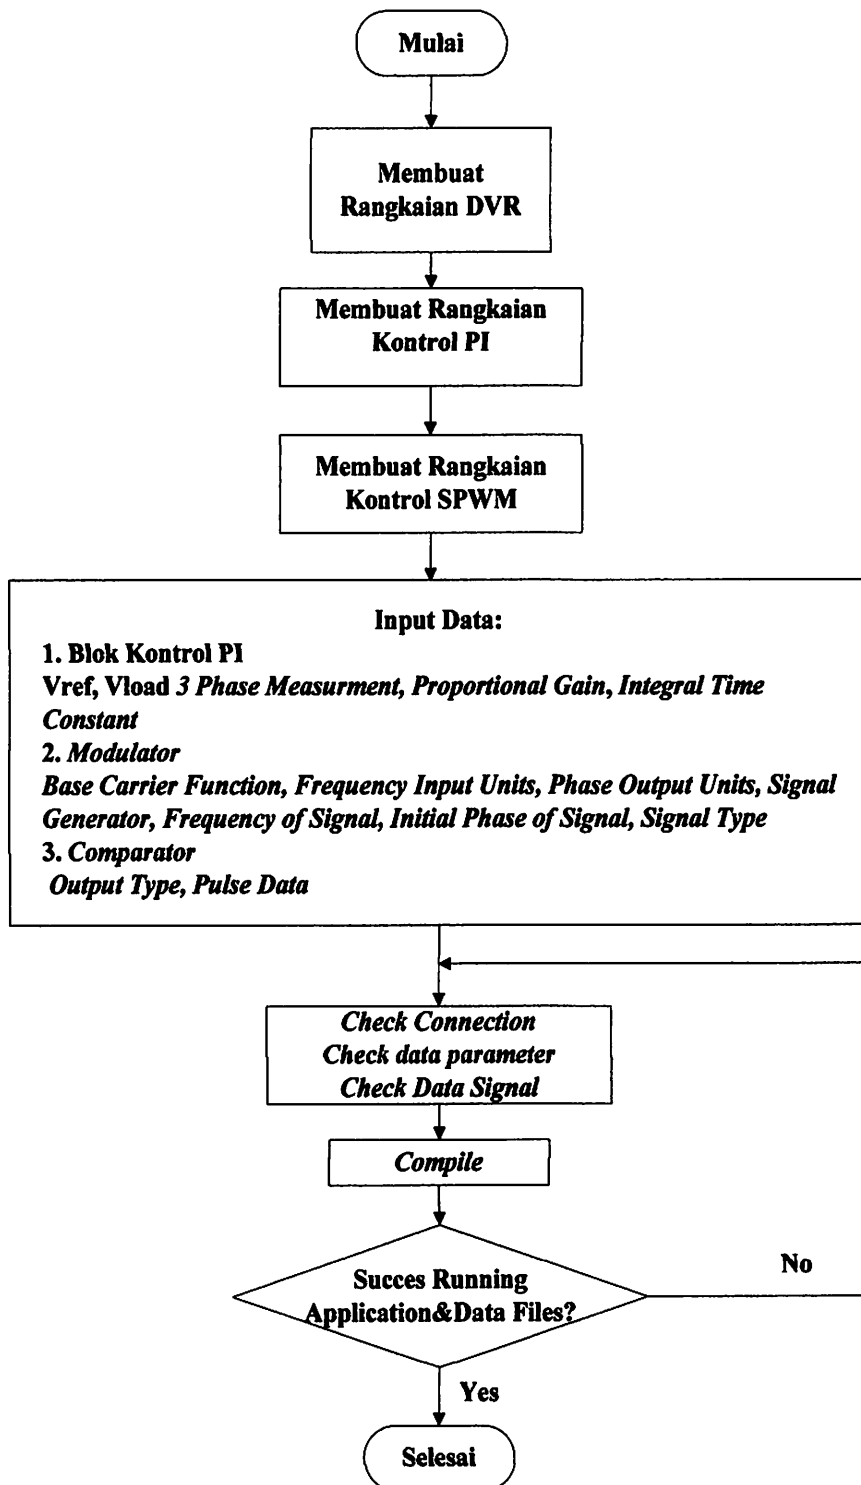 Mulai
Membuat
Rangkaian DVR
Membuat Rangkaian
Kontrol PI
Membuat Rangkaian
Kontrol SPWM
Input Data:
1. Blok Kontrol PI
Vref, Vload 3 Phase Measurment, Proportional Gain, Integral Time
Constant
2. Modulator
Base Carrier Function, Frequency Input Units, Phase Output Units, Signal
Generator, Frequency of Signal, Initial Phase of Signal, Signal Type
3. Comparator
Output Type, Pulse Data
Check Connection
Check data parameter
Check Data Signal
Compile
Succes Running
Application&Data Files?
No
Yes
Selesai